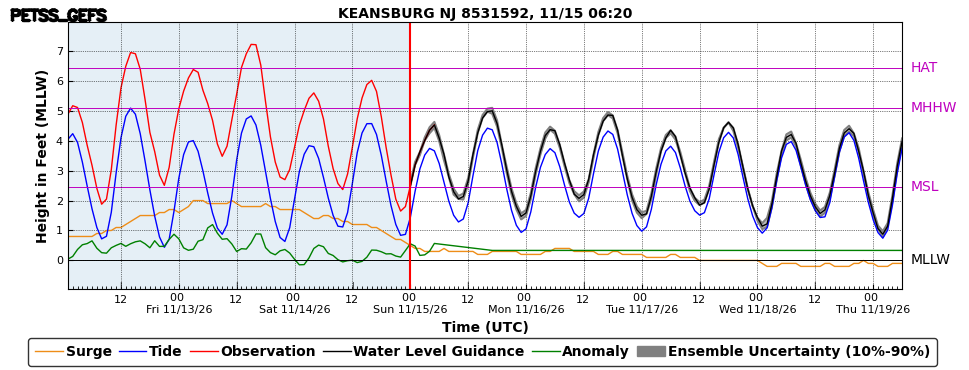 PETSS_GEFS
KEANSBURG NJ 8531592, 11/15 06:20
Height in Feet (MLLW)
7
6
5
4
3
2
1
0
HAT
MHHW
MSL
MLLW
12 00 12 00 12 00 12 00 12 00 12 00 12 00
Fri 11/13/26 Sat 11/14/26 Sun 11/15/26 Mon 11/16/26 Tue 11/17/26 Wed 11/18/26 Thu 11/19/26
Time (UTC)
Surge Tide Observation Water Level Guidance Anomaly Ensemble Uncertainty (10%-90%)